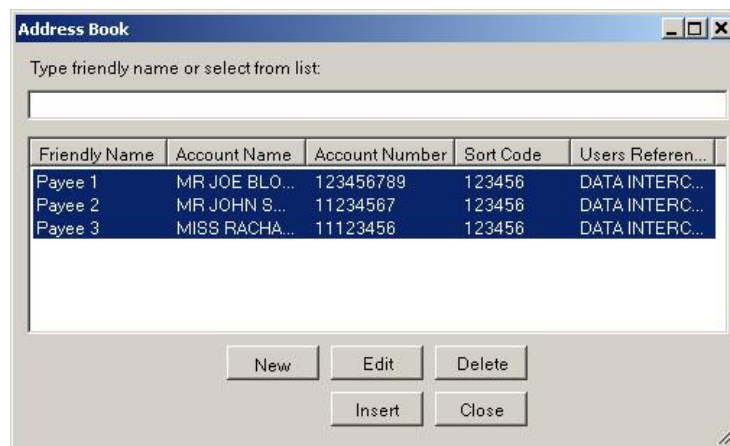 Address Book
Type friendly name or select from list:
Friendly Name Account Name Account Number Sort Code Users Referen...
Payee 1 MR JOE BLO... 123456789 123456 DATA INTERC...
Payee 2 MR JOHN S... 11234567 123456 DATA INTERC...
Payee 3 MISS RACHA... 11123456 123456 DATA INTERC...
New Edit Delete
Insert Close